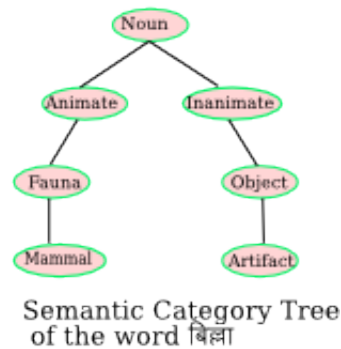 Noun
Animate Inanimate
Fauna Object
Mammal Artifact
Semantic Category Tree
of the word बिल्ला